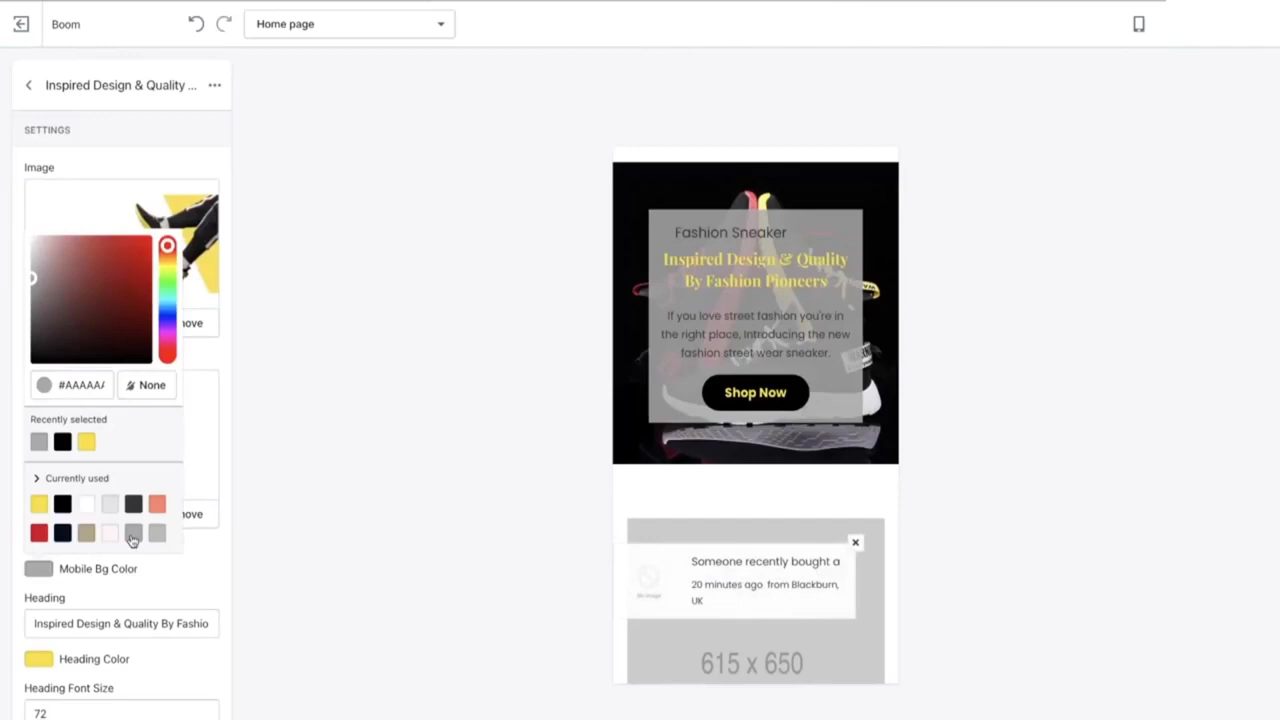 Boom
Home page
Inspired Design & Quality ...
SETTINGS
Image
#AAAAA
None
Recently selected
Currently used
Mobile Bg Color
Heading
Inspired Design & Quality By Fashio
Heading Color
Heading Font Size
72
Fashion Sneaker
Inspired Design & Quality
By Fashion Pioneers
If you love street fashion you're in
the right place, Introducing the new
fashion street wear sneaker.
Shop Now
Someone recently bought a
20 minutes ago from Blackburn,
UK
615 x 650